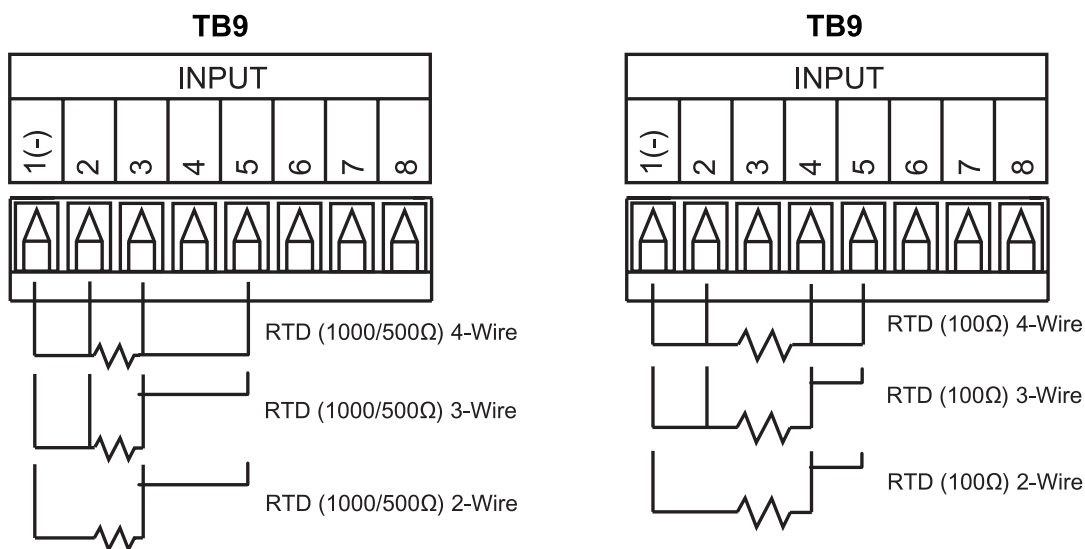 TB9
INPUT
1(-) 2 3 4 5 6 7 8
RTD (1000/500Ω) 4-Wire
RTD (1000/500Ω) 3-Wire
RTD (1000/500Ω) 2-Wire
TB9
INPUT
1(-) 2 3 4 5 6 7 8
RTD (100Ω) 4-Wire
RTD (100Ω) 3-Wire
RTD (100Ω) 2-Wire